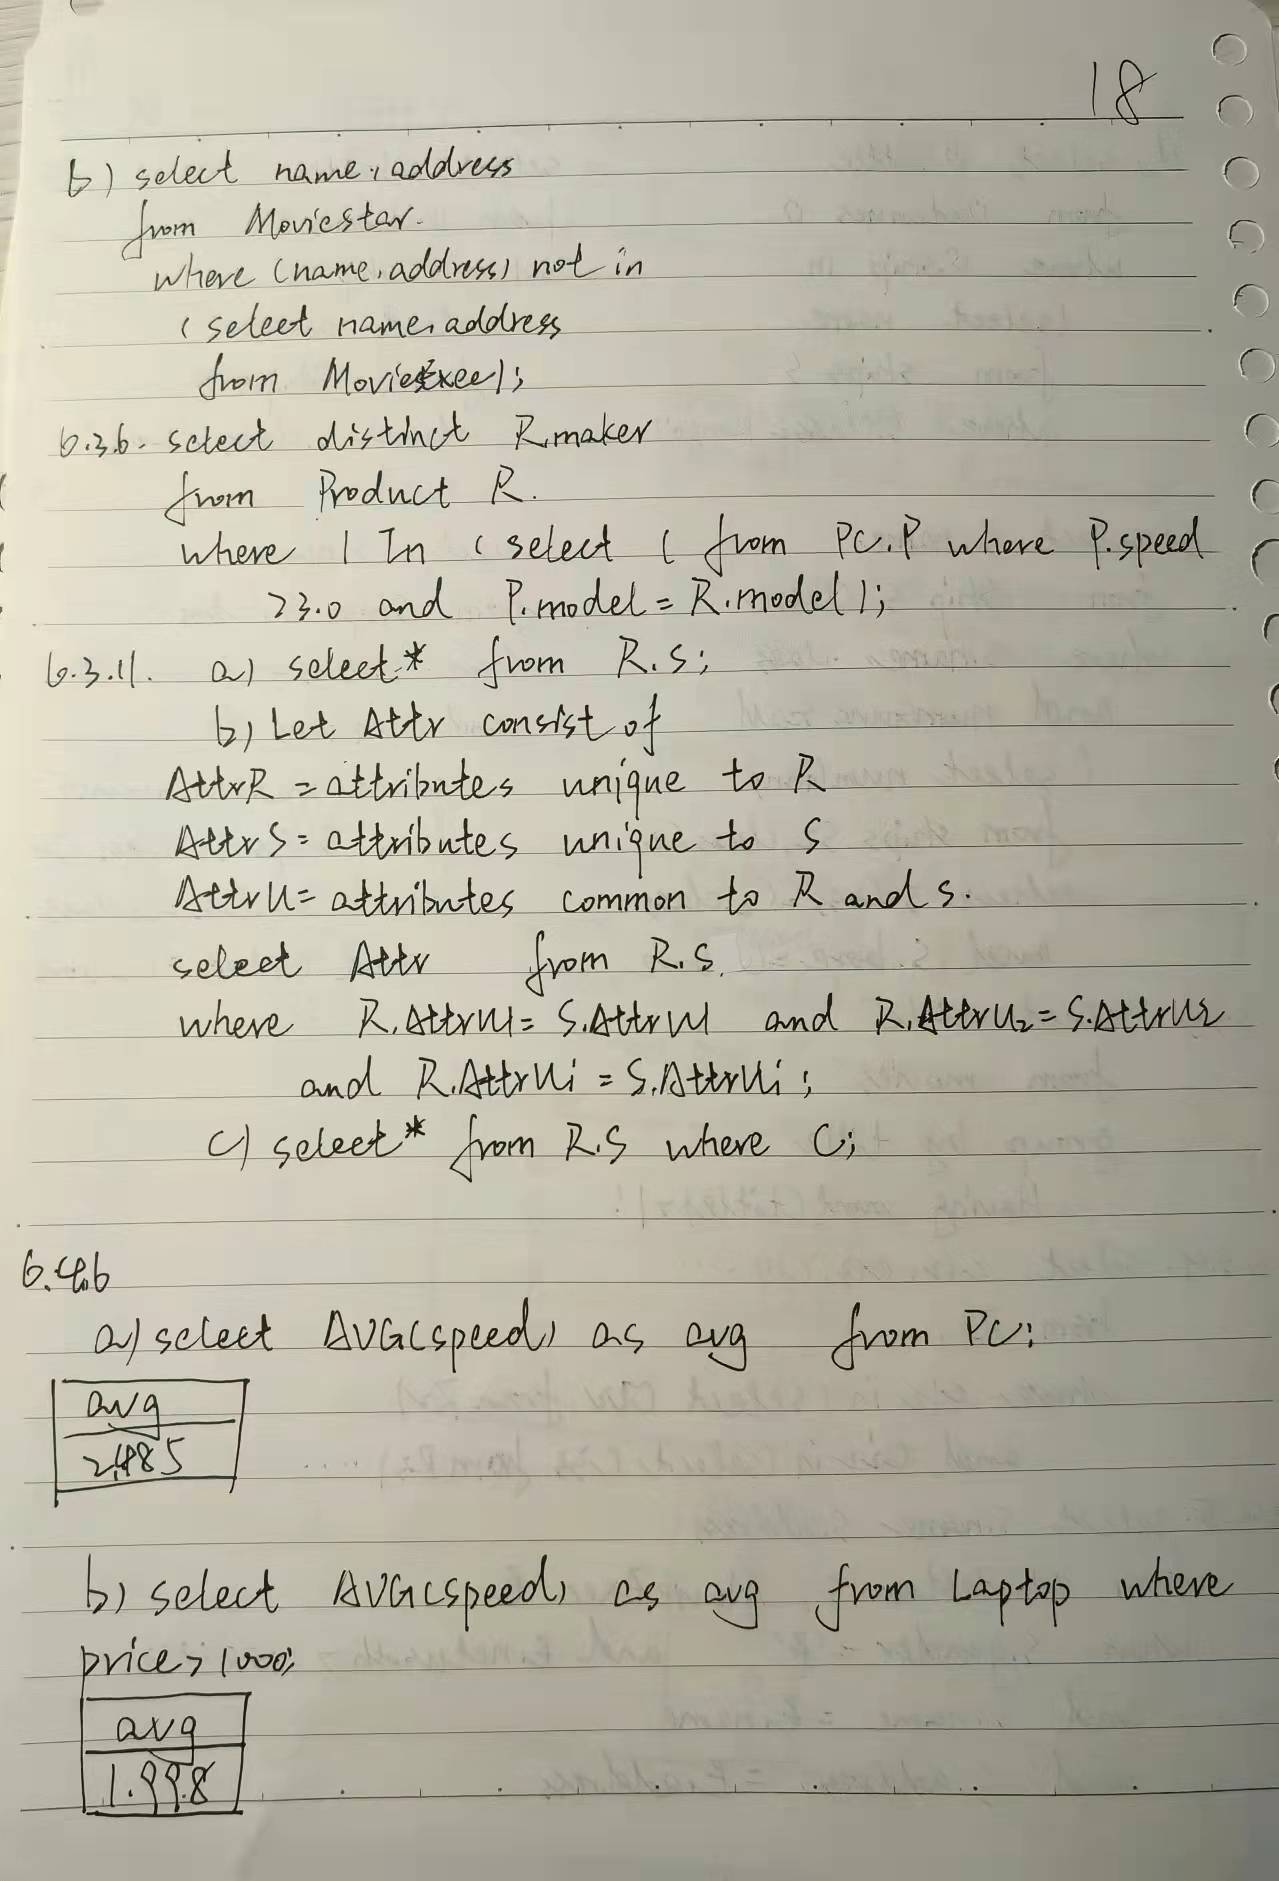 18
b) select name, address
from Moviestar.
where (name, address) not in
(select name, address
from MovieExec);
6.3.6. select distinct R.maker
from Product R.
where 1 In (select 1 from PC.P where P.speed
>3.0 and P.model = R.model);
6.3.11. a) select * from R.S;
b) Let Attr consist of
AttrR = attributes unique to R
AttrS = attributes unique to S
AttrU = attributes common to R and S.
select Attr from R.S.
where R.AttrU1 = S.AttrU1 and R.AttrU2 = S.AttrU2
and R.AttrUi = S.AttrUi;
c) select * from R.S where C;
6.4.6
a) select AVG(speed) as avg from PC;
avg
2.485
b) select AVG(speed) as avg from Laptop where
price > 1000;
avg
1.998